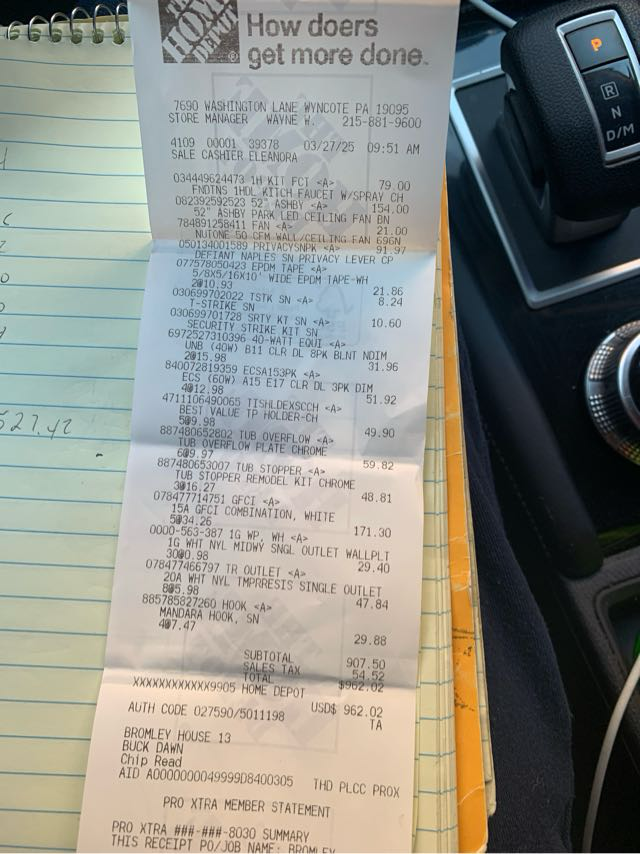 THE HOME DEPOT
How doers
get more done.
7690 WASHINGTON LANE WYNCOTE PA 19095
STORE MANAGER WAYNE W. 215-881-9600
4109 00001 39378 03/27/25 09:51 AM
SALE CASHIER ELEANORA
034449624473 1H KIT FCT <A> 79.00
FNDTNS 1HDL KITCH FAUCET W/SPRAY CH
082392592523 52" ASHBY <A> 154.00
52" ASHBY PARK LED CEILING FAN BN
784891258411 FAN <A> 21.00
NUTONE 50 CFM WALL/CEILING FAN 696N
050134001589 PRIVACYSNPK <A> 91.97
DEFIANT NAPLES SN PRIVACY LEVER CP
077578050423 EPDM TAPE <A>
5/8X5/16X10' WIDE EPDM TAPE-WH
2@10.93 21.86
030699702022 TSTK SN <A> 8.24
T-STRIKE SN
030699701728 SRTY KT SN <A> 10.60
SECURITY STRIKE KIT SN
6972527310396 40-WATT EQUI <A>
UNB (40W) B11 CLR DL 8PK BLNT NDIM
2@15.98 31.96
840072819359 ECSA153PK <A>
ECS (60W) A15 E17 CLR DL 3PK DIM
4@12.98 51.92
4711106490065 TISHLDEXSCCH <A>
BEST VALUE TP HOLDER-CH
5@9.98 49.90
887480652802 TUB OVERFLOW <A>
TUB OVERFLOW PLATE CHROME
6@9.97 59.82
887480653007 TUB STOPPER <A>
TUB STOPPER REMODEL KIT CHROME
3@16.27 48.81
078477714751 GFCI <A>
15A GFCI COMBINATION, WHITE
5@34.26 171.30
0000-563-387 1G WP, WH <A>
1G WHT NYL MIDWY SNGL OUTLET WALLPLT
30@0.98 29.40
078477466797 TR OUTLET <A>
20A WHT NYL TMPRRESIS SINGLE OUTLET
8@5.98 47.84
885785827260 HOOK <A>
MANDARA HOOK, SN
4@7.47 29.88
SUBTOTAL 907.50
SALES TAX 54.52
TOTAL $962.02
XXXXXXXXXXXX9905 HOME DEPOT
USD$ 962.02
AUTH CODE 027590/5011198 TA
BROMLEY HOUSE 13
BUCK DAWN
Chip Read
AID A0000000049999D8400305 THD PLCC PROX
PRO XTRA MEMBER STATEMENT
PRO XTRA ###-###-8030 SUMMARY
THIS RECEIPT PO/JOB NAME: BROMLEY
P
R
N
D/M